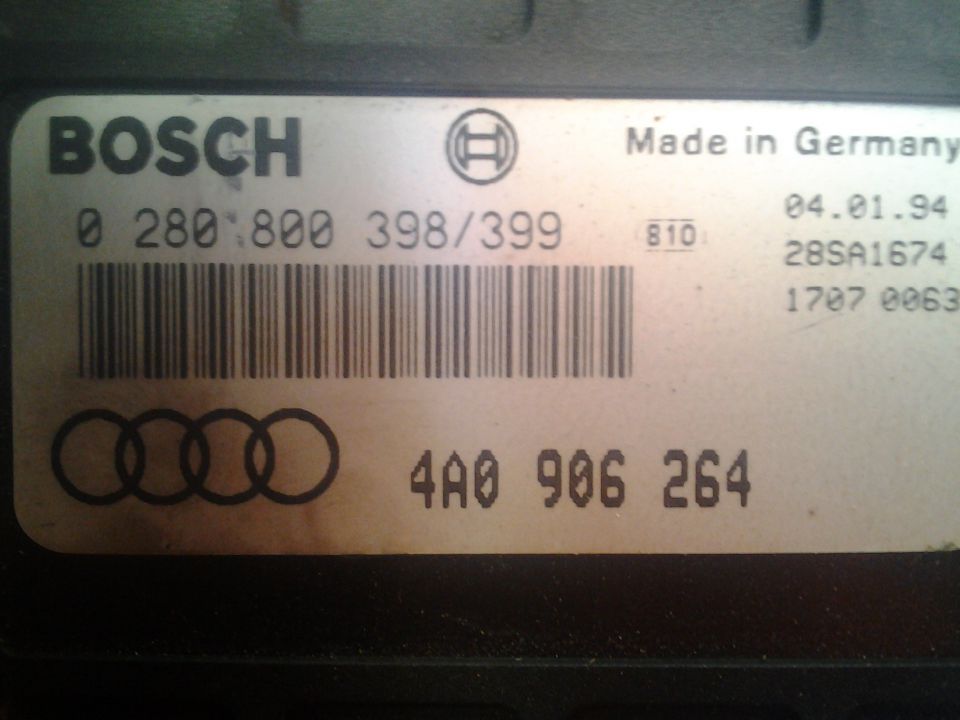 BOSCH
Made in Germany
0 280 800 398/399
810
04.01.94
28SA1674
1707 0063
4A0 906 264